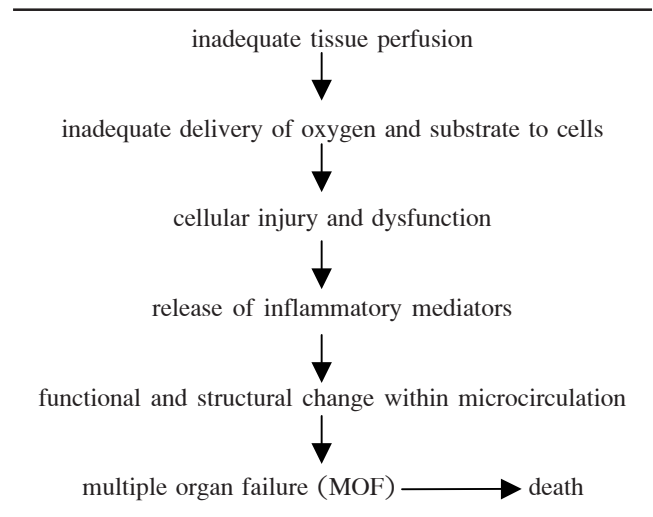 inadequate tissue perfusion
inadequate delivery of oxygen and substrate to cells
cellular injury and dysfunction
release of inflammatory mediators
functional and structural change within microcirculation
multiple organ failure (MOF) death